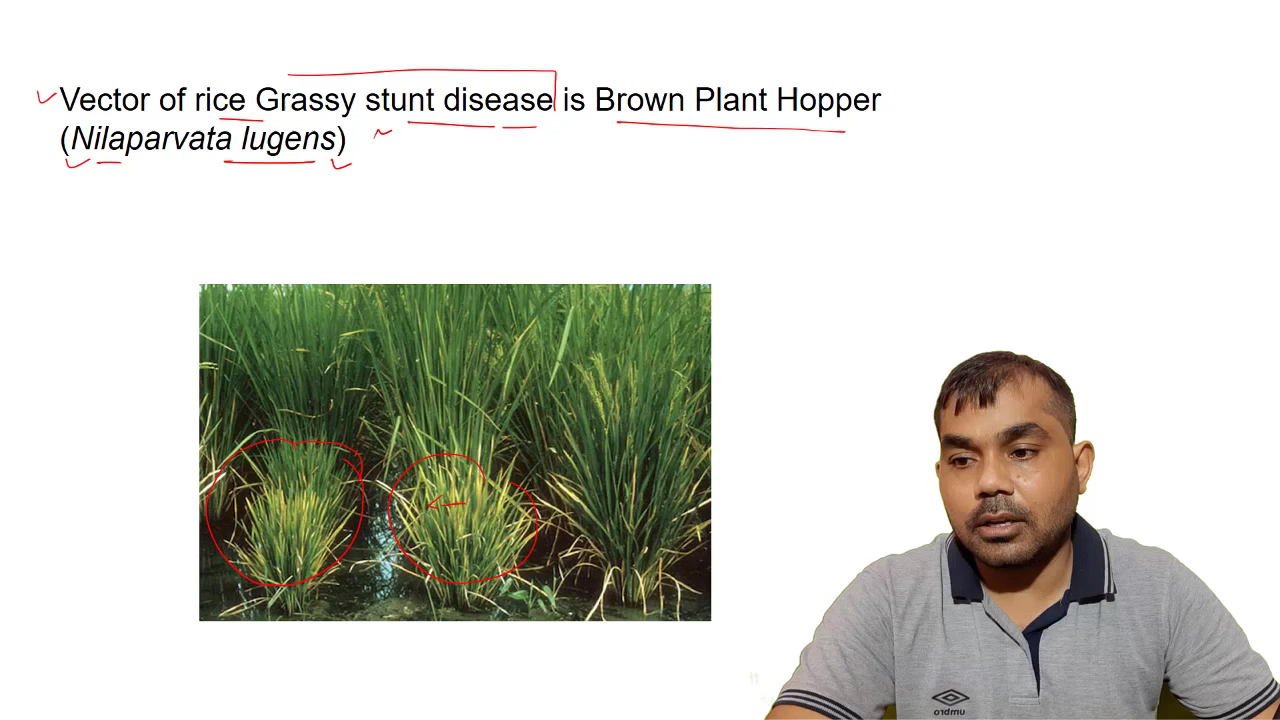 Vector of rice Grassy stunt disease is Brown Plant Hopper
(Nilaparvata lugens)
umbro